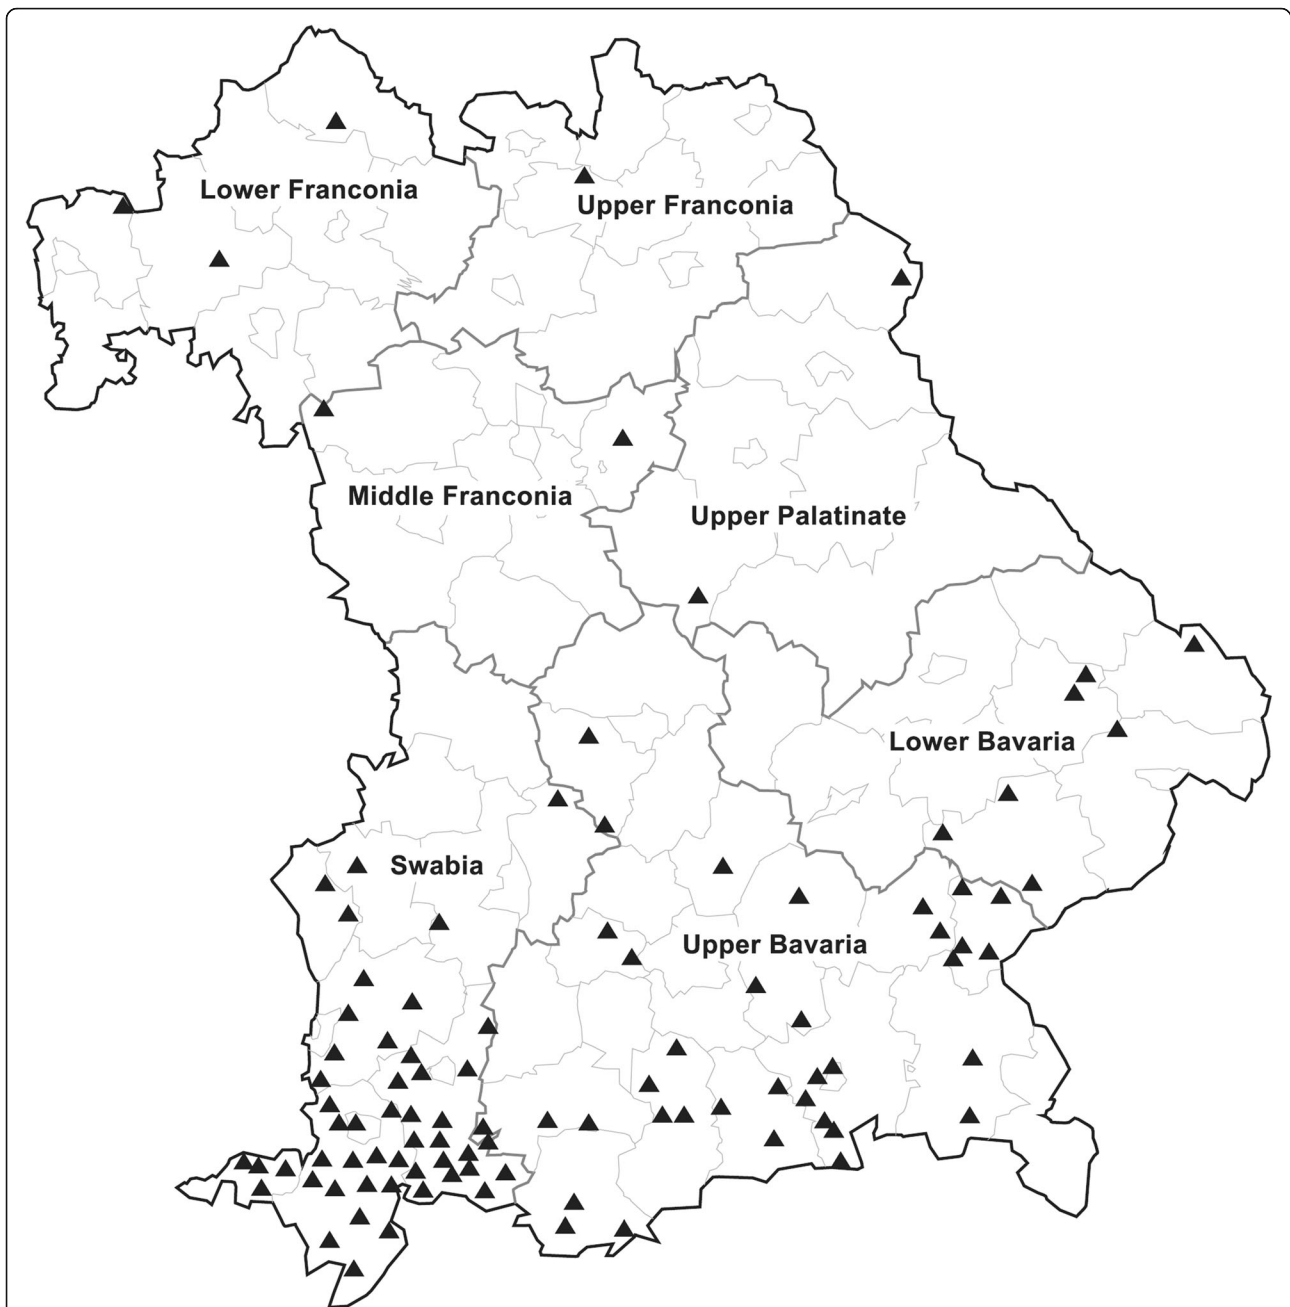 Lower Franconia
Upper Franconia
Middle Franconia
Upper Palatinate
Lower Bavaria
Swabia
Upper Bavaria